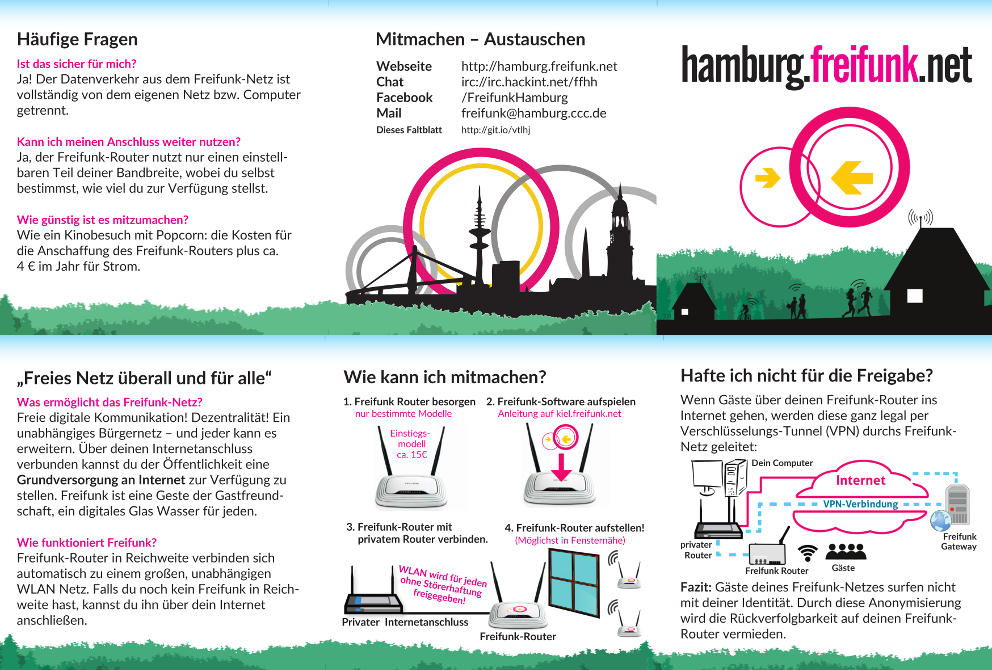 Häufige Fragen
Ist das sicher für mich?
Ja! Der Datenverkehr aus dem Freifunk-Netz ist
vollständig von dem eigenen Netz bzw. Computer
getrennt.
Kann ich meinen Anschluss weiter nutzen?
Ja, der Freifunk-Router nutzt nur einen einstell-
baren Teil deiner Bandbreite, wobei du selbst
bestimmst, wie viel du zur Verfügung stellst.
Wie günstig ist es mitzumachen?
Wie ein Kinobesuch mit Popcorn: die Kosten für
die Anschaffung des Freifunk-Routers plus ca.
4 € im Jahr für Strom.
Mitmachen – Austauschen
Webseite http://hamburg.freifunk.net
Chat irc://irc.hackint.net/ffhh
Facebook /FreifunkHamburg
Mail freifunk@hamburg.ccc.de
Dieses Faltblatt http://git.io/vtlhj
hamburg.freifunk.net
„Freies Netz überall und für alle“
Was ermöglicht das Freifunk-Netz?
Freie digitale Kommunikation! Dezentralität! Ein
unabhängiges Bürgernetz – und jeder kann es
erweitern. Über deinen Internetanschluss
verbunden kannst du der Öffentlichkeit eine
Grundversorgung an Internet zur Verfügung zu
stellen. Freifunk ist eine Geste der Gastfreund-
schaft, ein digitales Glas Wasser für jeden.
Wie funktioniert Freifunk?
Freifunk-Router in Reichweite verbinden sich
automatisch zu einem großen, unabhängigen
WLAN Netz. Falls du noch kein Freifunk in Reich-
weite hast, kannst du ihn über dein Internet
anschließen.
Wie kann ich mitmachen?
1. Freifunk Router besorgen
nur bestimmte Modelle
Einstiegs-
modell
ca. 15€
2. Freifunk-Software aufspielen
Anleitung auf kiel.freifunk.net
3. Freifunk-Router mit
privatem Router verbinden.
WLAN wird für jeden
ohne Störerhaftung
freigegeben!
Privater Internetanschluss
4. Freifunk-Router aufstellen!
(Möglichst in Fensternähe)
Freifunk-Router
Hafte ich nicht für die Freigabe?
Wenn Gäste über deinen Freifunk-Router ins
Internet gehen, werden diese ganz legal per
Verschlüsselungs-Tunnel (VPN) durchs Freifunk-
Netz geleitet:
Dein Computer
Internet
VPN-Verbindung
privater
Router
Freifunk Router
Gäste
Freifunk
Gateway
Fazit: Gäste deines Freifunk-Netzes surfen nicht
mit deiner Identität. Durch diese Anonymisierung
wird die Rückverfolgbarkeit auf deinen Freifunk-
Router vermieden.